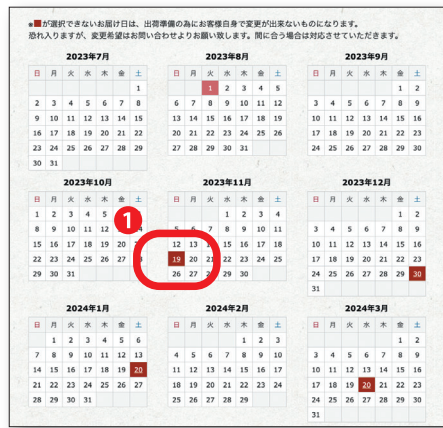 ※■が選択できないお届け日は、出荷準備の為にお客様自身で変更が出来ないものになります。
恐れ入りますが、変更希望はお問い合わせよりお願い致します。間に合う場合は対応させていただきます。
2023年7月
日 月 火 水 木 金 土
1
2 3 4 5 6 7 8
9 10 11 12 13 14 15
16 17 18 19 20 21 22
23 24 25 26 27 28 29
30 31
2023年8月
日 月 火 水 木 金 土
1 2 3 4 5
6 7 8 9 10 11 12
13 14 15 16 17 18 19
20 21 22 23 24 25 26
27 28 29 30 31
2023年9月
日 月 火 水 木 金 土
1 2
3 4 5 6 7 8 9
10 11 12 13 14 15 16
17 18 19 20 21 22 23
24 25 26 27 28 29 30
2023年10月
日 月 火 水 木 金 土
1 2 3 4 5
8 9 10 11 12
15 16 17 18 19 20
22 23 24 25 26 27
29 30 31
1
2023年11月
日 月 火 水 木 金 土
1 2 3 4
5 6 7 8 9 10 11
12 13 14 15 16 17 18
19 20 21 22 23 24 25
26 27 28 29 30
2023年12月
日 月 火 水 木 金 土
1 2
3 4 5 6 7 8 9
10 11 12 13 14 15 16
17 18 19 20 21 22 23
24 25 26 27 28 29 30
31
2024年1月
日 月 火 水 木 金 土
1 2 3 4 5 6
7 8 9 10 11 12 13
14 15 16 17 18 19 20
21 22 23 24 25 26 27
28 29 30 31
2024年2月
日 月 火 水 木 金 土
1 2 3
4 5 6 7 8 9 10
11 12 13 14 15 16 17
18 19 20 21 22 23 24
25 26 27 28 29
2024年3月
日 月 火 水 木 金 土
1 2
3 4 5 6 7 8 9
10 11 12 13 14 15 16
17 18 19 20 21 22 23
24 25 26 27 28 29 30
31